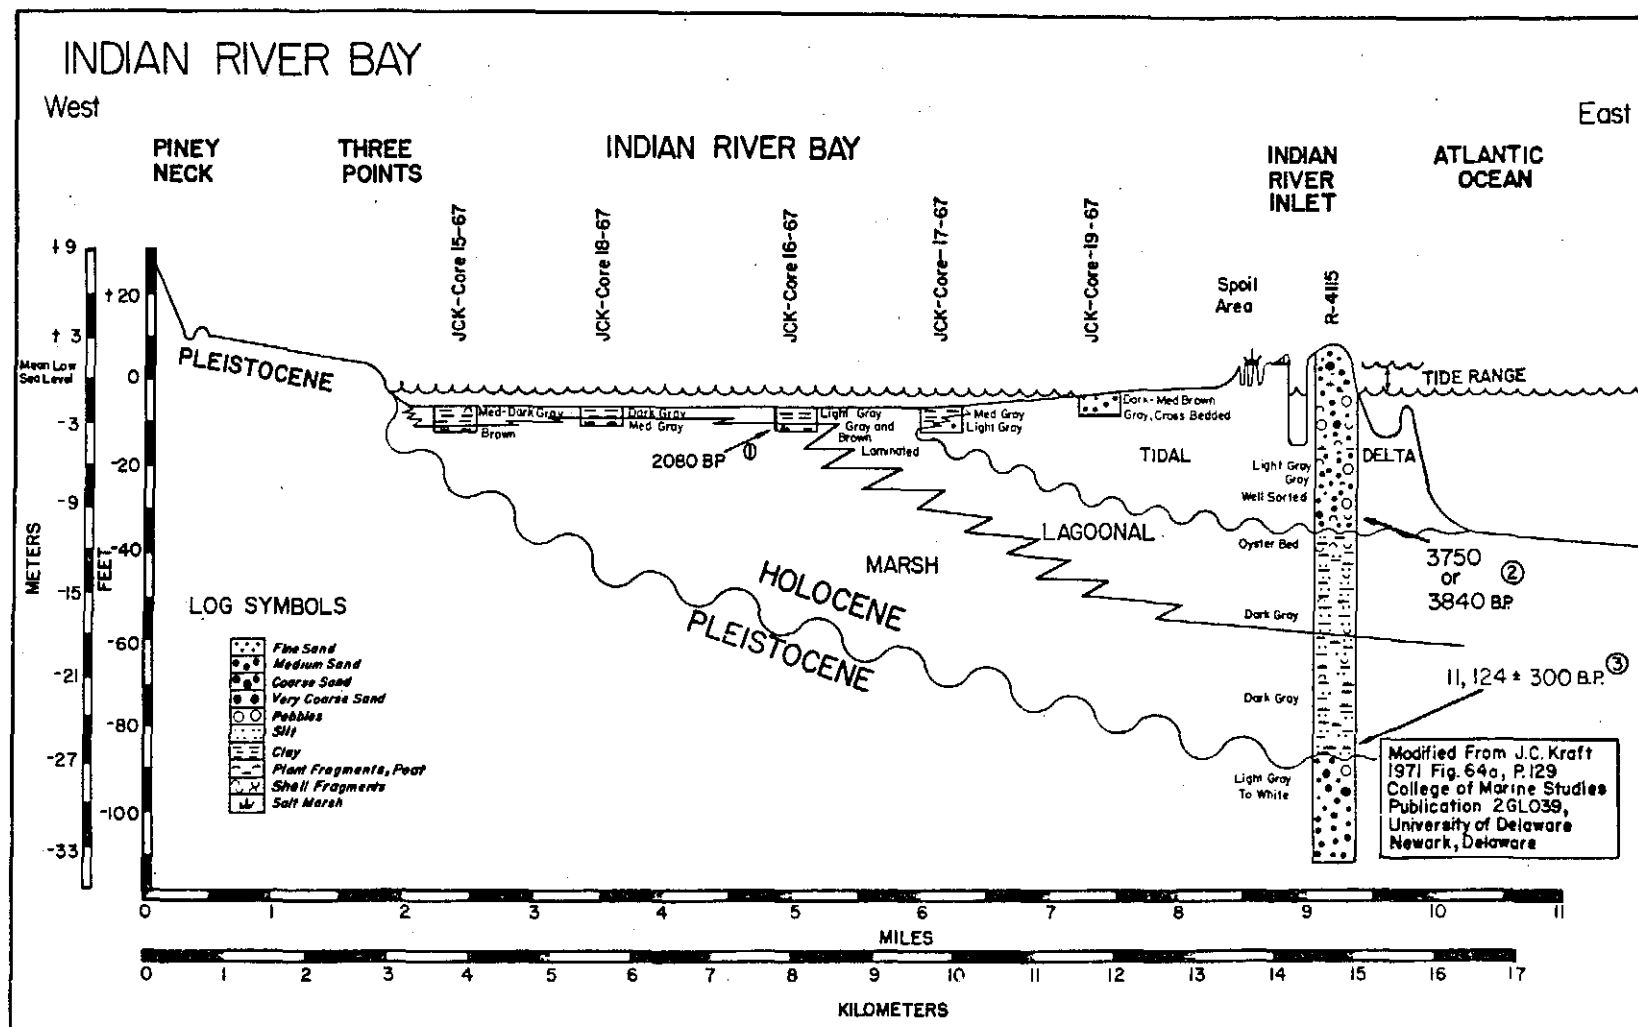 INDIAN RIVER BAY
West
East
PINEY
NECK
THREE
POINTS
INDIAN RIVER BAY
INDIAN
RIVER
INLET
ATLANTIC
OCEAN
JCK-Core 15-67
JCK-Core 18-67
JCK-Core 16-67
JCK-Core-17-67
JCK-Core-19-67
Spoil
Area
R-4115
+9
+3
Mean Low
Sea Level
-3
-9
-15
-21
-27
-33
METERS
+20
0
-20
-40
-60
-80
-100
FEET
PLEISTOCENE
TIDE RANGE
Med-Dark Gray
Brown
Dark Gray
Med Gray
Light Gray
Gray and
Brown
Laminated
Med Gray
Light Gray
Dark-Med Brown
Gray, Cross Bedded
2080 BP ①
TIDAL
DELTA
Light Gray
Gray
Well Sorted
LAGOONAL
Oyster Bed
MARSH
3750
or
3840 B.P.
②
HOLOCENE
PLEISTOCENE
Dark Gray
Dark Gray
11,124 ± 300 B.P. ③
Light Gray
To White
LOG SYMBOLS
Fine Sand
Medium Sand
Coarse Sand
Very Coarse Sand
Pebbles
Silt
Clay
Plant Fragments, Peat
Shell Fragments
Salt Marsh
Modified From J.C. Kraft
1971 Fig. 64a, P. 129
College of Marine Studies
Publication 2GL039,
University of Delaware
Newark, Delaware
0 1 2 3 4 5 6 7 8 9 10 11
MILES
0 1 2 3 4 5 6 7 8 9 10 11 12 13 14 15 16 17
KILOMETERS